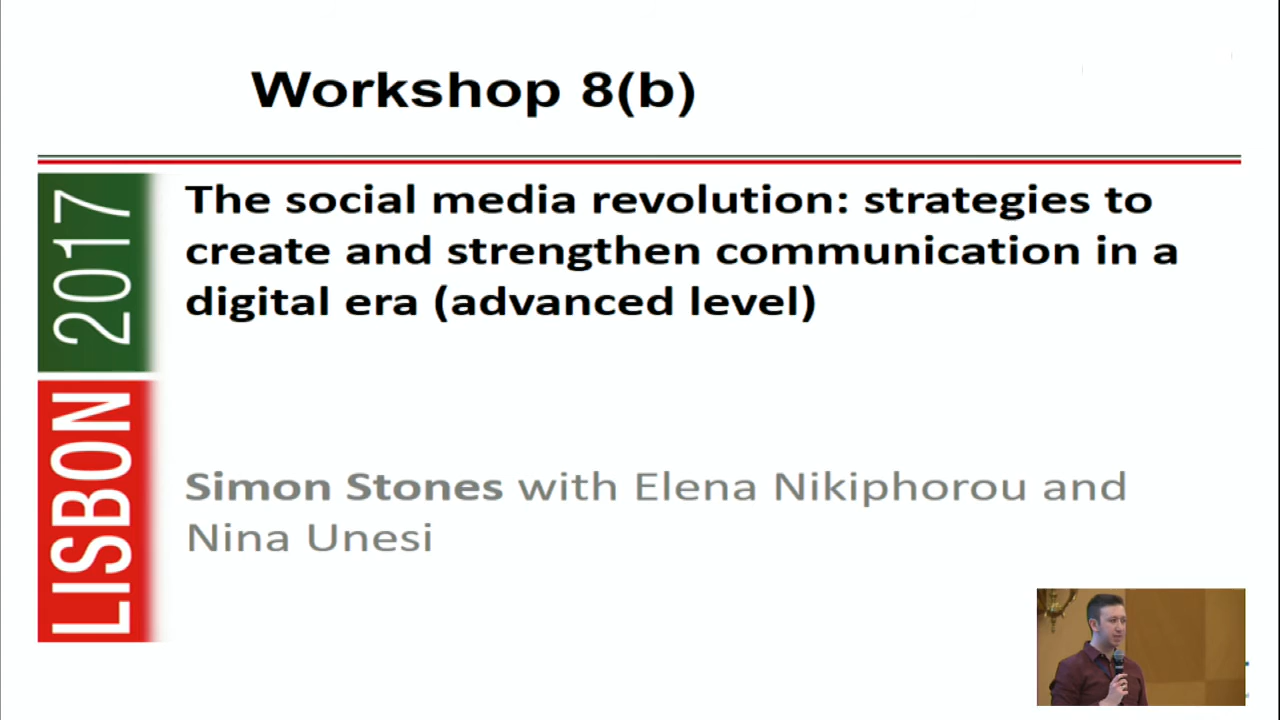 Workshop 8(b)
The social media revolution: strategies to
create and strengthen communication in a
digital era (advanced level)
LISBON 2017
Simon Stones with Elena Nikiphorou and
Nina Unesi